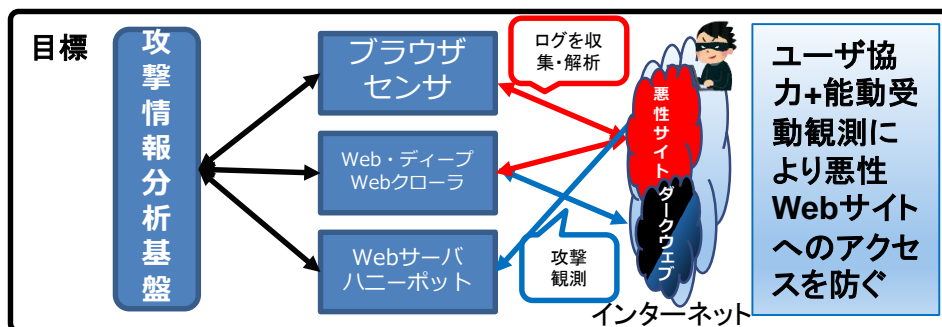 目標
攻撃情報分析基盤
ブラウザ
センサ
Web・ディープ
Webクローラ
Webサーバ
ハニーポット
ログを収
集・解析
攻撃
観測
悪性サイト
ダークウェブ
インターネット
ユーザ協
力+能動受
動観測に
より悪性
Webサイト
へのアクセ
スを防ぐ